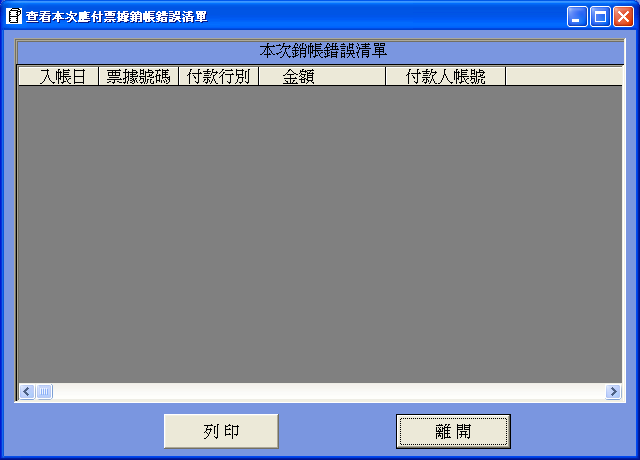 查看本次應付票據銷帳錯誤清單
本次銷帳錯誤清單
入帳日 票據號碼 付款行別 金額 付款人帳號
列印 離開